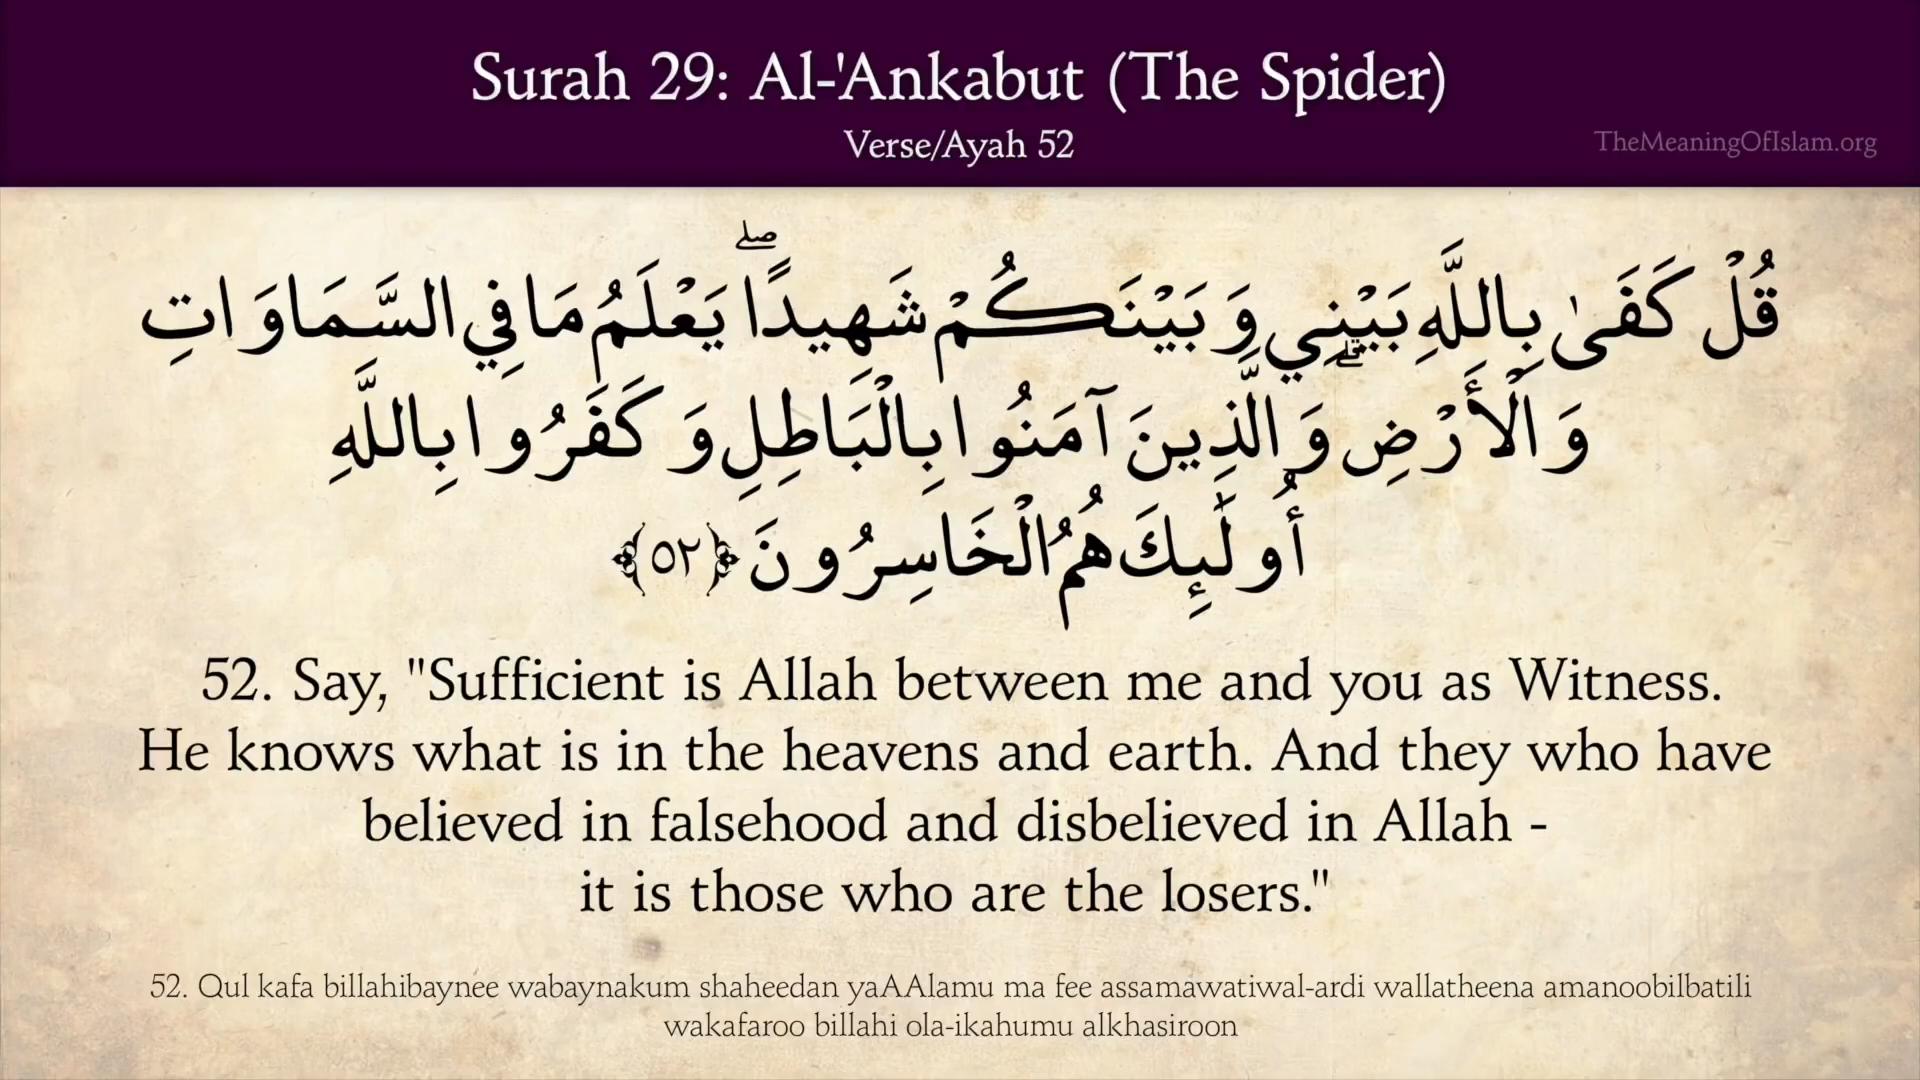 Surah 29: Al-'Ankabut (The Spider)
Verse/Ayah 52
TheMeaningOfIslam.org
قُلْ كَفَىٰ بِاللَّهِ بَيْنِي وَبَيْنَكُمْ شَهِيدًا ۖ يَعْلَمُ مَا فِي السَّمَاوَاتِ
وَالْأَرْضِ ۗ وَالَّذِينَ آمَنُوا بِالْبَاطِلِ وَكَفَرُوا بِاللَّهِ
أُولَٰئِكَ هُمُ الْخَاسِرُونَ ﴿٥٢﴾
52. Say, "Sufficient is Allah between me and you as Witness.
He knows what is in the heavens and earth. And they who have
believed in falsehood and disbelieved in Allah -
it is those who are the losers."
52. Qul kafa billahibaynee wabaynakum shaheedan yaAAlamu ma fee assamawatiwal-ardi wallatheena amanoobilbatili
wakafaroo billahi ola-ikahumu alkhasiroon